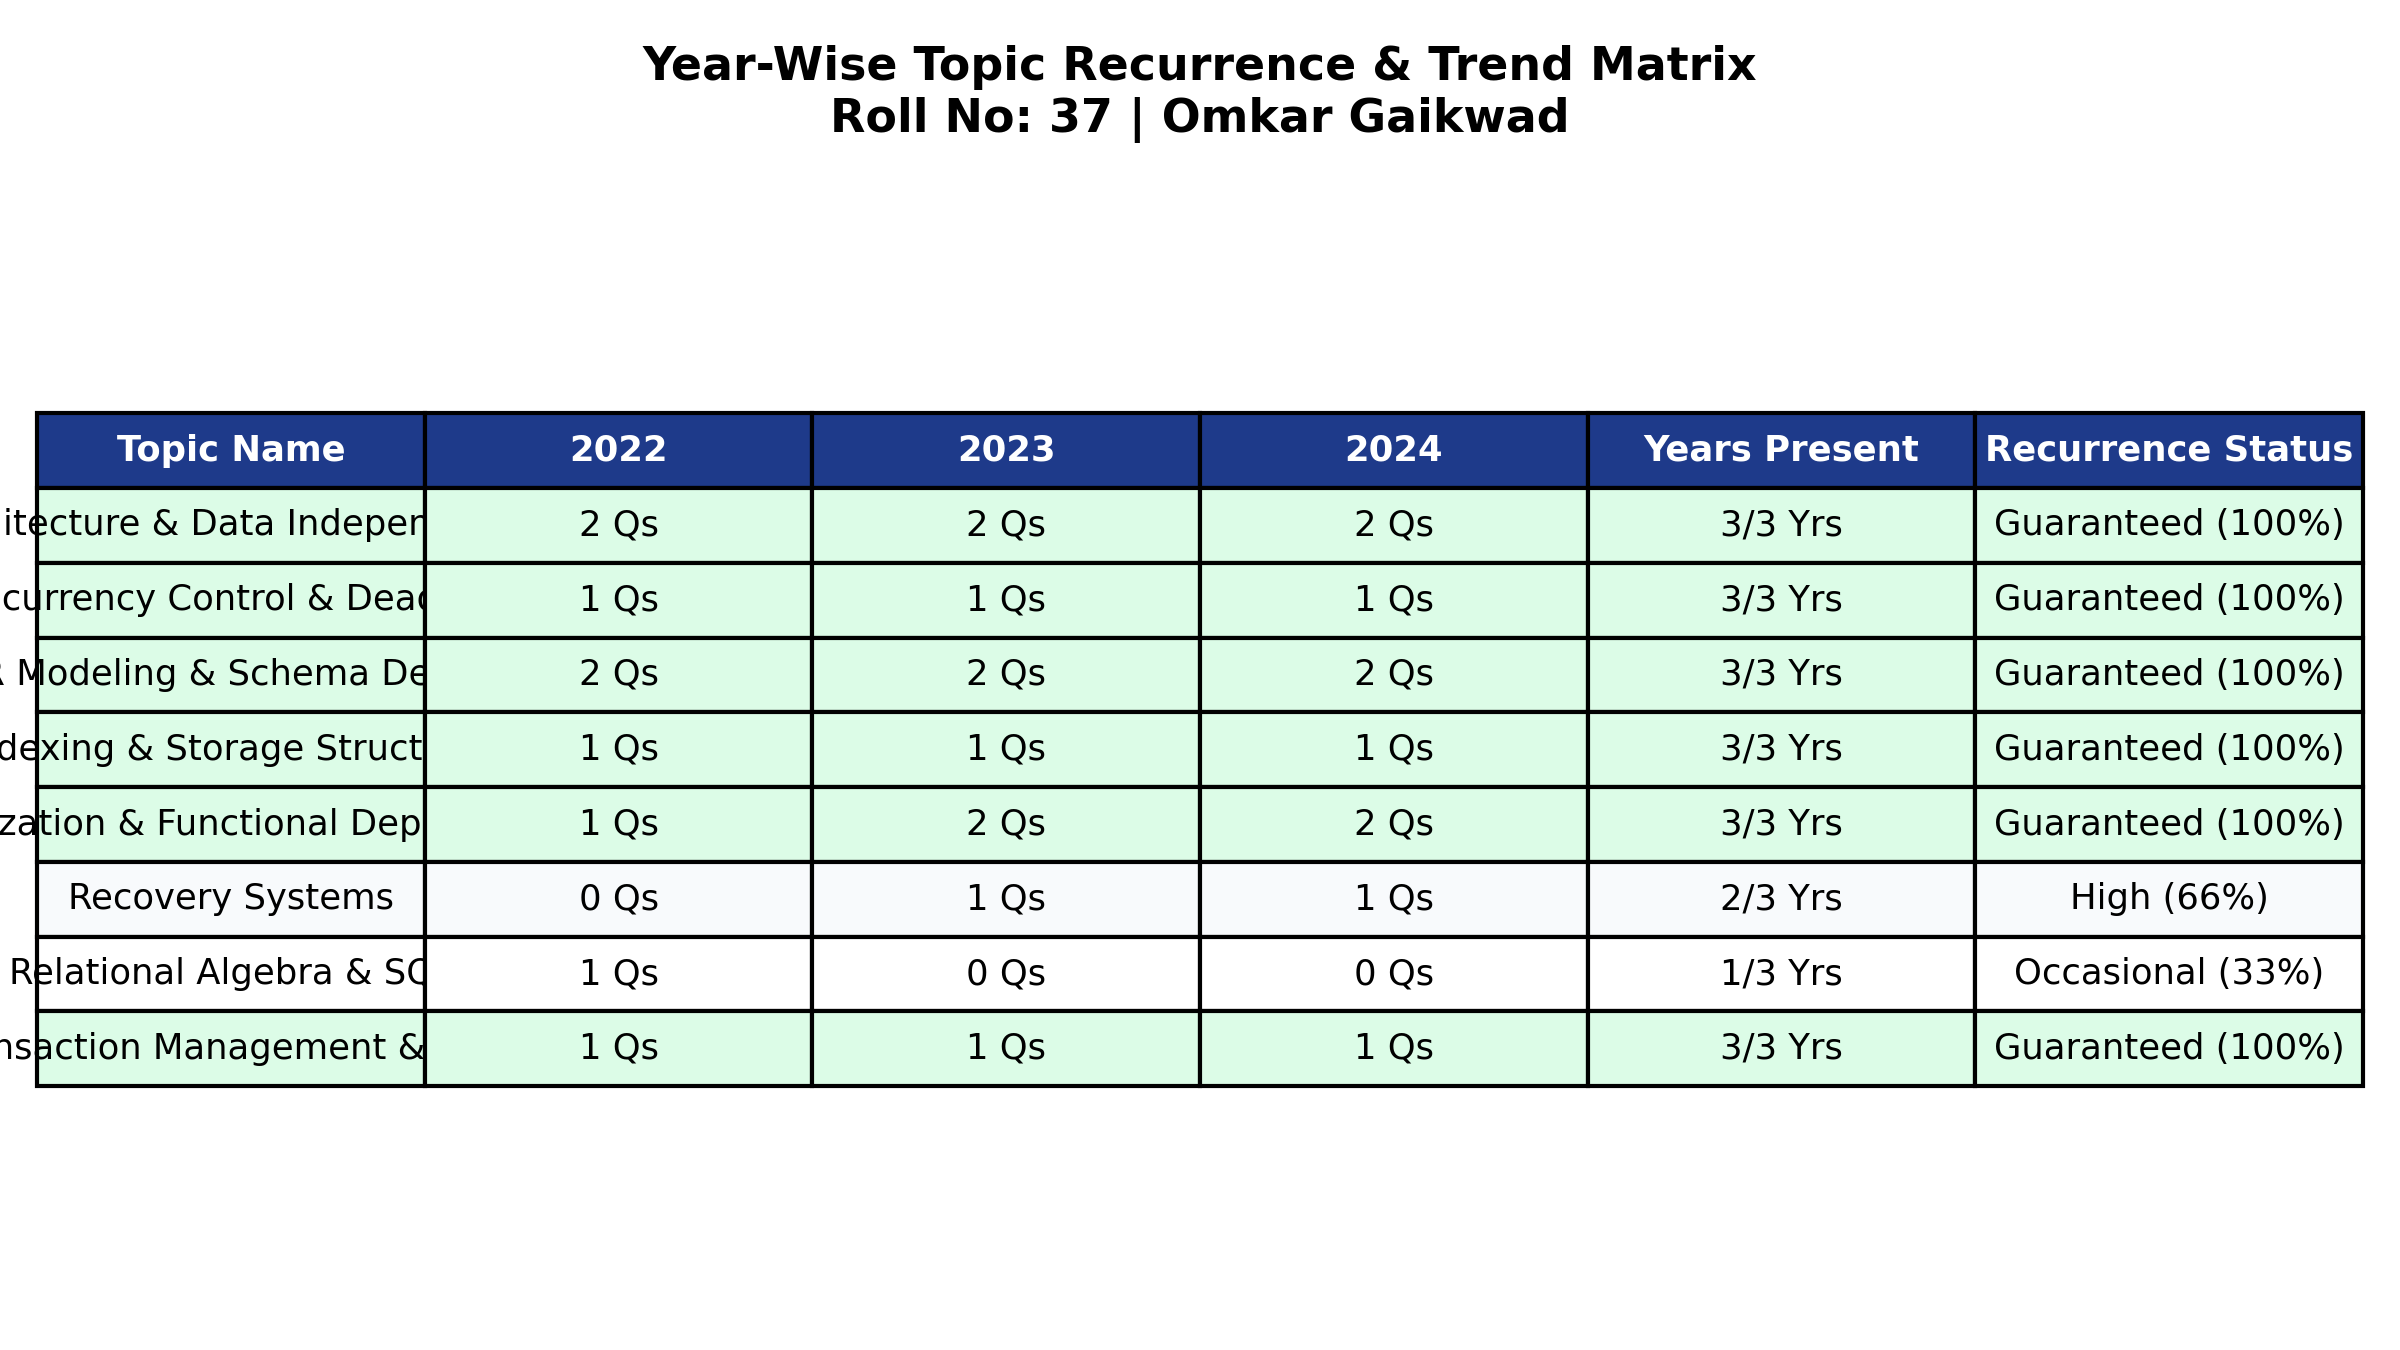 Year-Wise Topic Recurrence & Trend Matrix
Roll No: 37 | Omkar Gaikwad
Topic Name 2022 2023 2024 Years Present Recurrence Status
itecture & Data Indepen 2 Qs 2 Qs 2 Qs 3/3 Yrs Guaranteed (100%)
currency Control & Dead 1 Qs 1 Qs 1 Qs 3/3 Yrs Guaranteed (100%)
R Modeling & Schema De 2 Qs 2 Qs 2 Qs 3/3 Yrs Guaranteed (100%)
dexing & Storage Struct 1 Qs 1 Qs 1 Qs 3/3 Yrs Guaranteed (100%)
zation & Functional Dep 1 Qs 2 Qs 2 Qs 3/3 Yrs Guaranteed (100%)
Recovery Systems 0 Qs 1 Qs 1 Qs 2/3 Yrs High (66%)
Relational Algebra & SQ 1 Qs 0 Qs 0 Qs 1/3 Yrs Occasional (33%)
nsaction Management & 1 Qs 1 Qs 1 Qs 3/3 Yrs Guaranteed (100%)